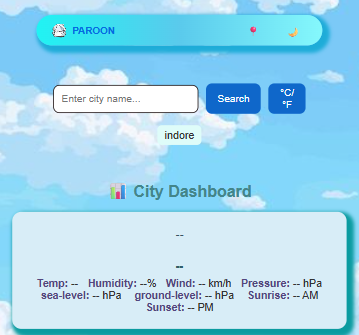 PAROON
Enter city name...
Search
°C/
°F
indore
City Dashboard
--
--
Temp: -- Humidity: --% Wind: -- km/h Pressure: -- hPa
sea-level: -- hPa ground-level: -- hPa Sunrise: -- AM
Sunset: -- PM